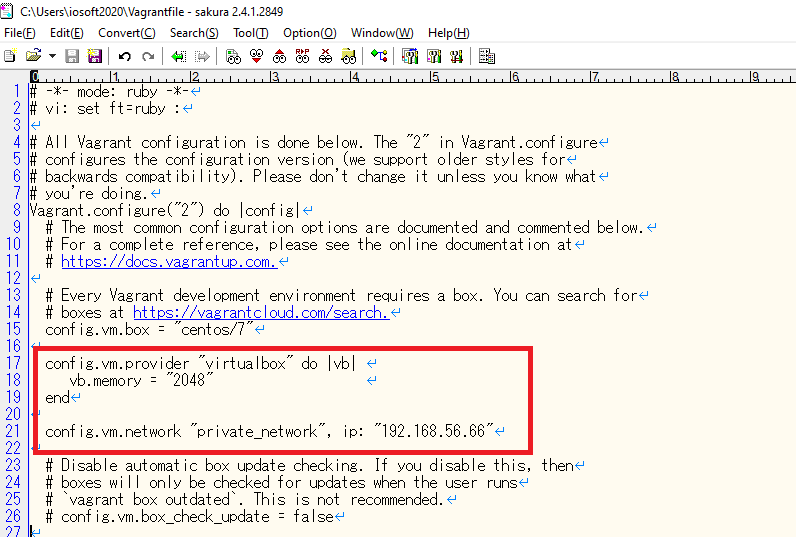 C:\Users\iosoft2020\Vagrantfile - sakura 2.4.1.2849
File(F) Edit(E) Convert(C) Search(S) Tool(T) Option(O) Window(W) Help(H)
0 1 2 3 4 5 6 7 8 9
1 # -*- mode: ruby -*-
2 # vi: set ft=ruby :
3
4 # All Vagrant configuration is done below. The "2" in Vagrant.configure
5 # configures the configuration version (we support older styles for
6 # backwards compatibility). Please don't change it unless you know what
7 # you're doing.
8 Vagrant.configure("2") do |config|
9   # The most common configuration options are documented and commented below.
10   # For a complete reference, please see the online documentation at
11   # https://docs.vagrantup.com.
12
13   # Every Vagrant development environment requires a box. You can search for
14   # boxes at https://vagrantcloud.com/search.
15   config.vm.box = "centos/7"
16
17   config.vm.provider "virtualbox" do |vb|
18      vb.memory = "2048"
19   end
20
21   config.vm.network "private_network", ip: "192.168.56.66"
22
23   # Disable automatic box update checking. If you disable this, then
24   # boxes will only be checked for updates when the user runs
25   # `vagrant box outdated`. This is not recommended.
26   # config.vm.box_check_update = false
27